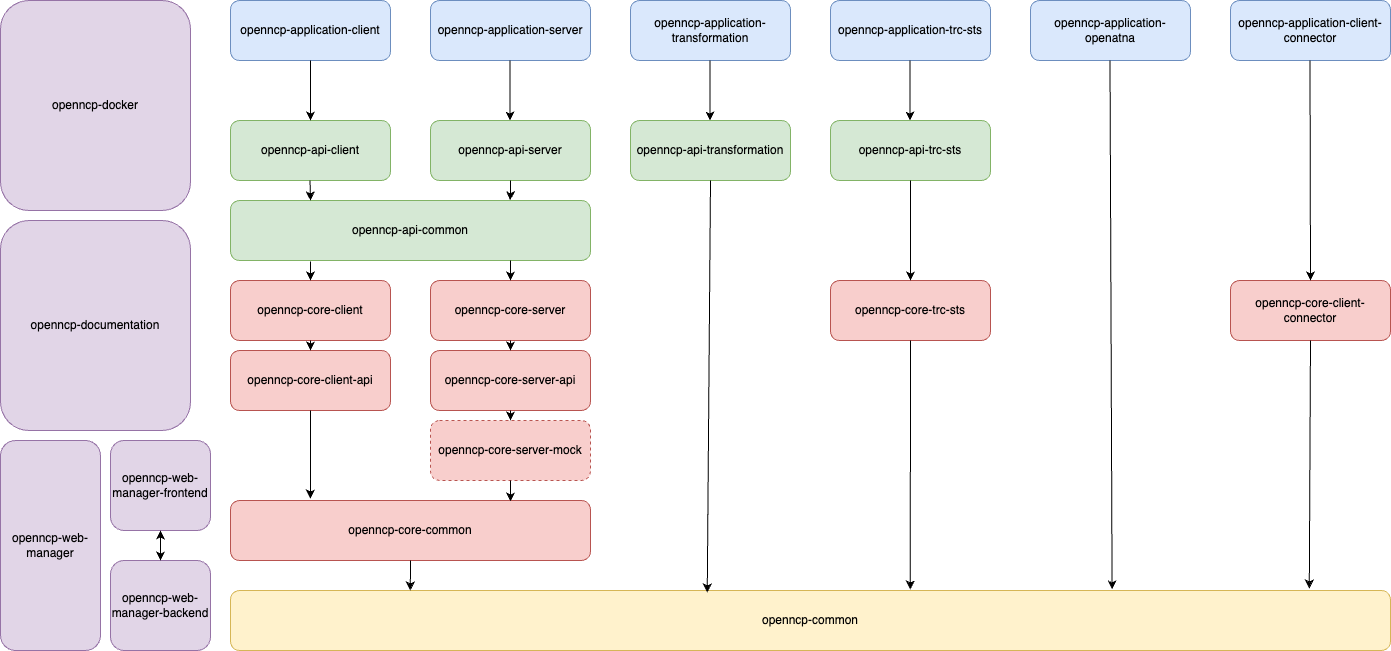 openncp-docker
openncp-documentation
openncp-web-
manager
openncp-web-
manager-frontend
openncp-web-
manager-backend
openncp-application-client
openncp-application-server
openncp-application-
transformation
openncp-application-trc-sts
openncp-application-
openatna
openncp-application-client-
connector
openncp-api-client
openncp-api-server
openncp-api-transformation
openncp-api-trc-sts
openncp-api-common
openncp-core-client
openncp-core-server
openncp-core-trc-sts
openncp-core-client-
connector
openncp-core-client-api
openncp-core-server-api
openncp-core-server-mock
openncp-core-common
openncp-common